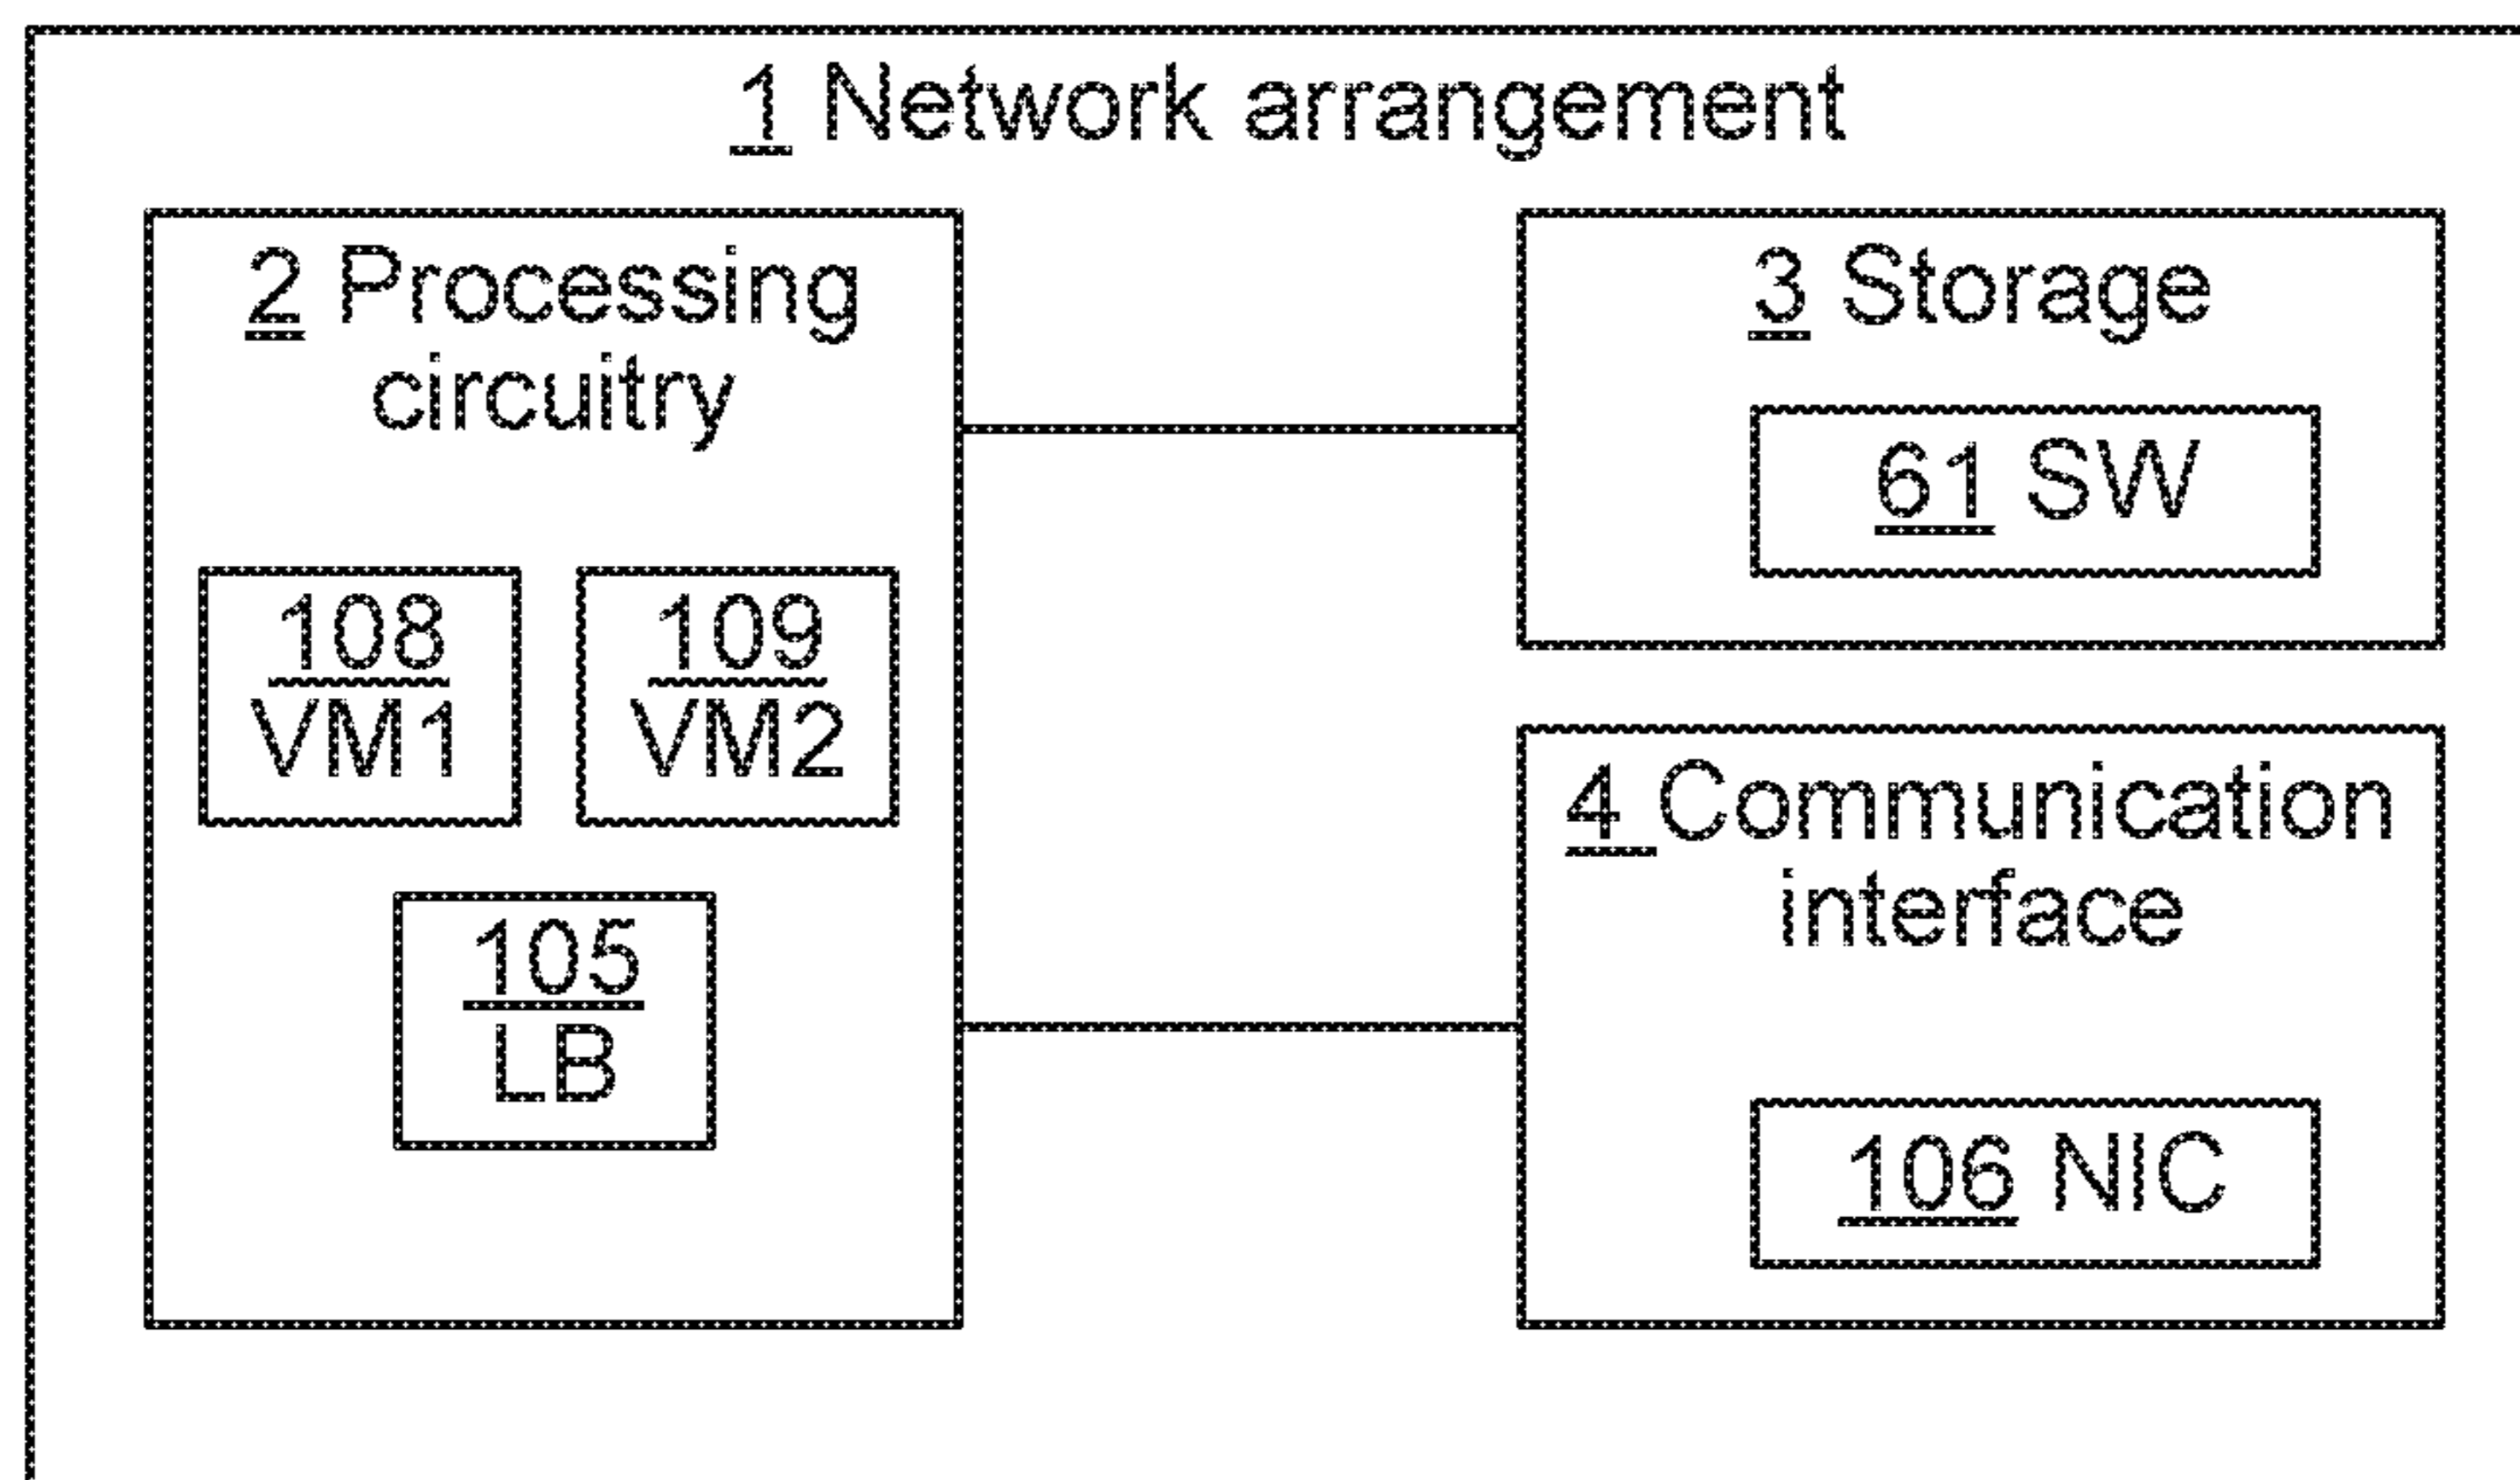 1 Network arrangement
2 Processing
circuitry
108
VM1
109
VM2
105
LB
3 Storage
61 SW
4 Communication
interface
106 NIC